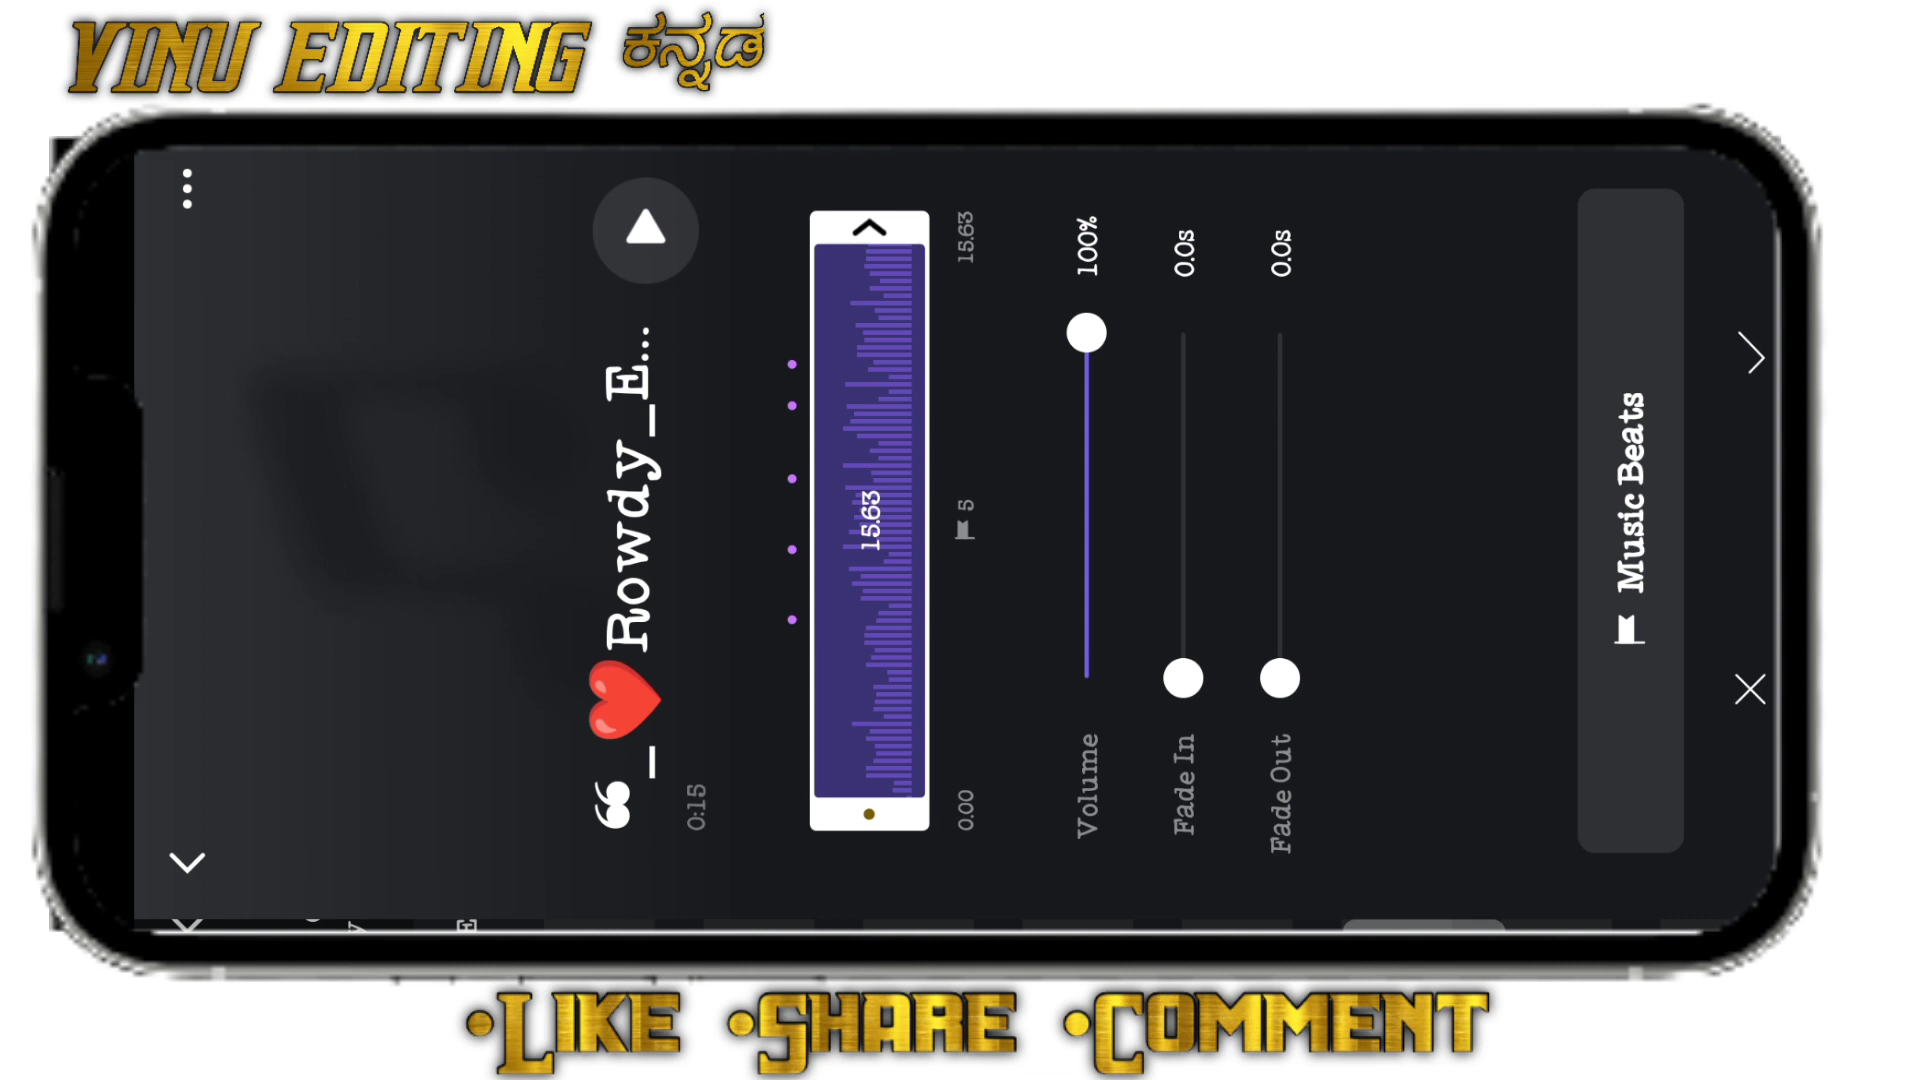 VINU EDITING ಕನ್ನಡ
❝_❤️Rowdy_E...
0:15
15.63
0.00
5
15.63
Volume 100%
Fade In 0.0s
Fade Out 0.0s
Music Beats
•LIKE •SHARE •COMMENT